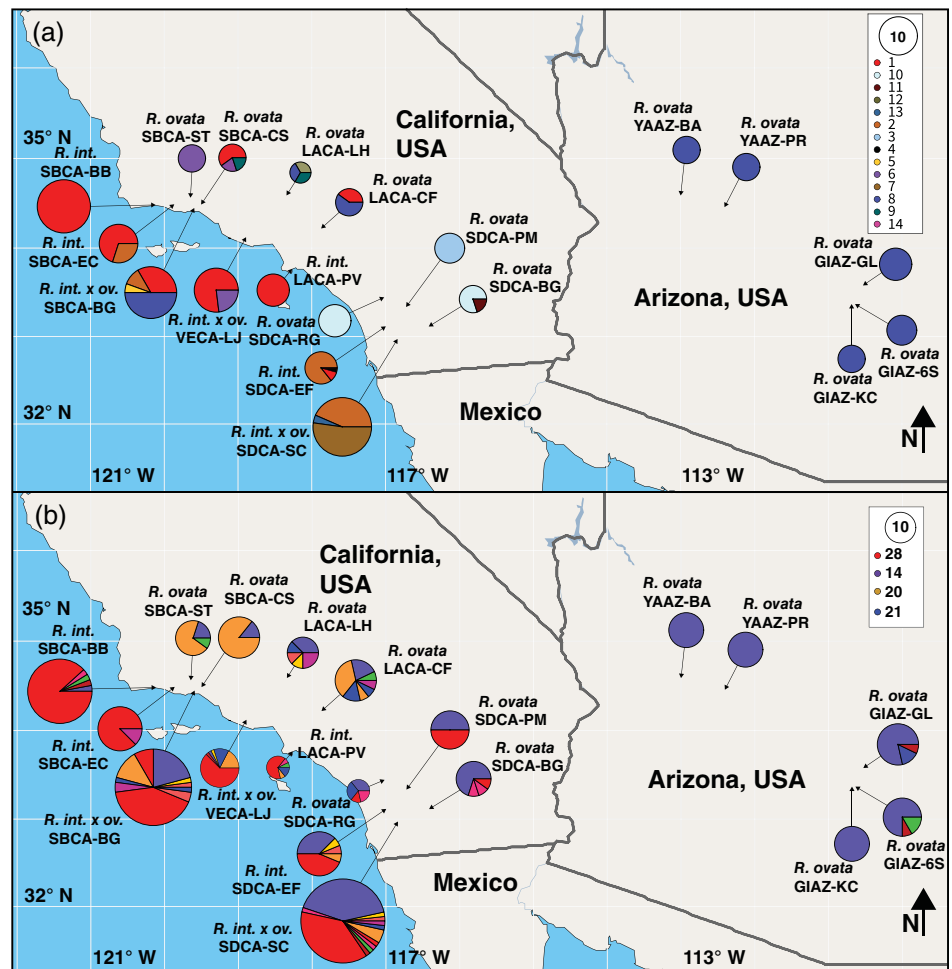 (a)
10
1
10
11
12
13
2
3
4
5
6
7
8
9
14
R. ovata
SBCA-ST
R. ovata
SBCA-CS
R. ovata
LACA-LH
California,
USA
R. ovata
YAAZ-BA
R. ovata
YAAZ-PR
35° N
R. int.
SBCA-BB
R. ovata
LACA-CF
R. ovata
SDCA-PM
R. int.
SBCA-EC
R. int.
LACA-PV
R. ovata
SDCA-BG
R. ovata
GIAZ-GL
R. int. x ov.
SBCA-BG
R. int. x ov.
VECA-LJ
R. ovata
SDCA-RG
Arizona, USA
R. int.
SDCA-EF
R. ovata
GIAZ-KC
R. ovata
GIAZ-6S
32° N
R. int. x ov.
SDCA-SC
Mexico
N
121° W
117° W
113° W
(b)
10
28
14
20
21
California,
USA
R. ovata
SBCA-ST
R. ovata
SBCA-CS
R. ovata
LACA-LH
R. ovata
YAAZ-BA
R. ovata
YAAZ-PR
35° N
R. int.
SBCA-BB
R. ovata
LACA-CF
R. ovata
SDCA-PM
R. ovata
GIAZ-GL
R. int.
SBCA-EC
R. int.
LACA-PV
R. ovata
SDCA-BG
Arizona, USA
R. int. x ov.
SBCA-BG
R. int. x ov.
VECA-LJ
R. ovata
SDCA-RG
R. int.
SDCA-EF
R. ovata
GIAZ-KC
R. ovata
GIAZ-6S
Mexico
32° N
R. int. x ov.
SDCA-SC
N
121° W
117° W
113° W